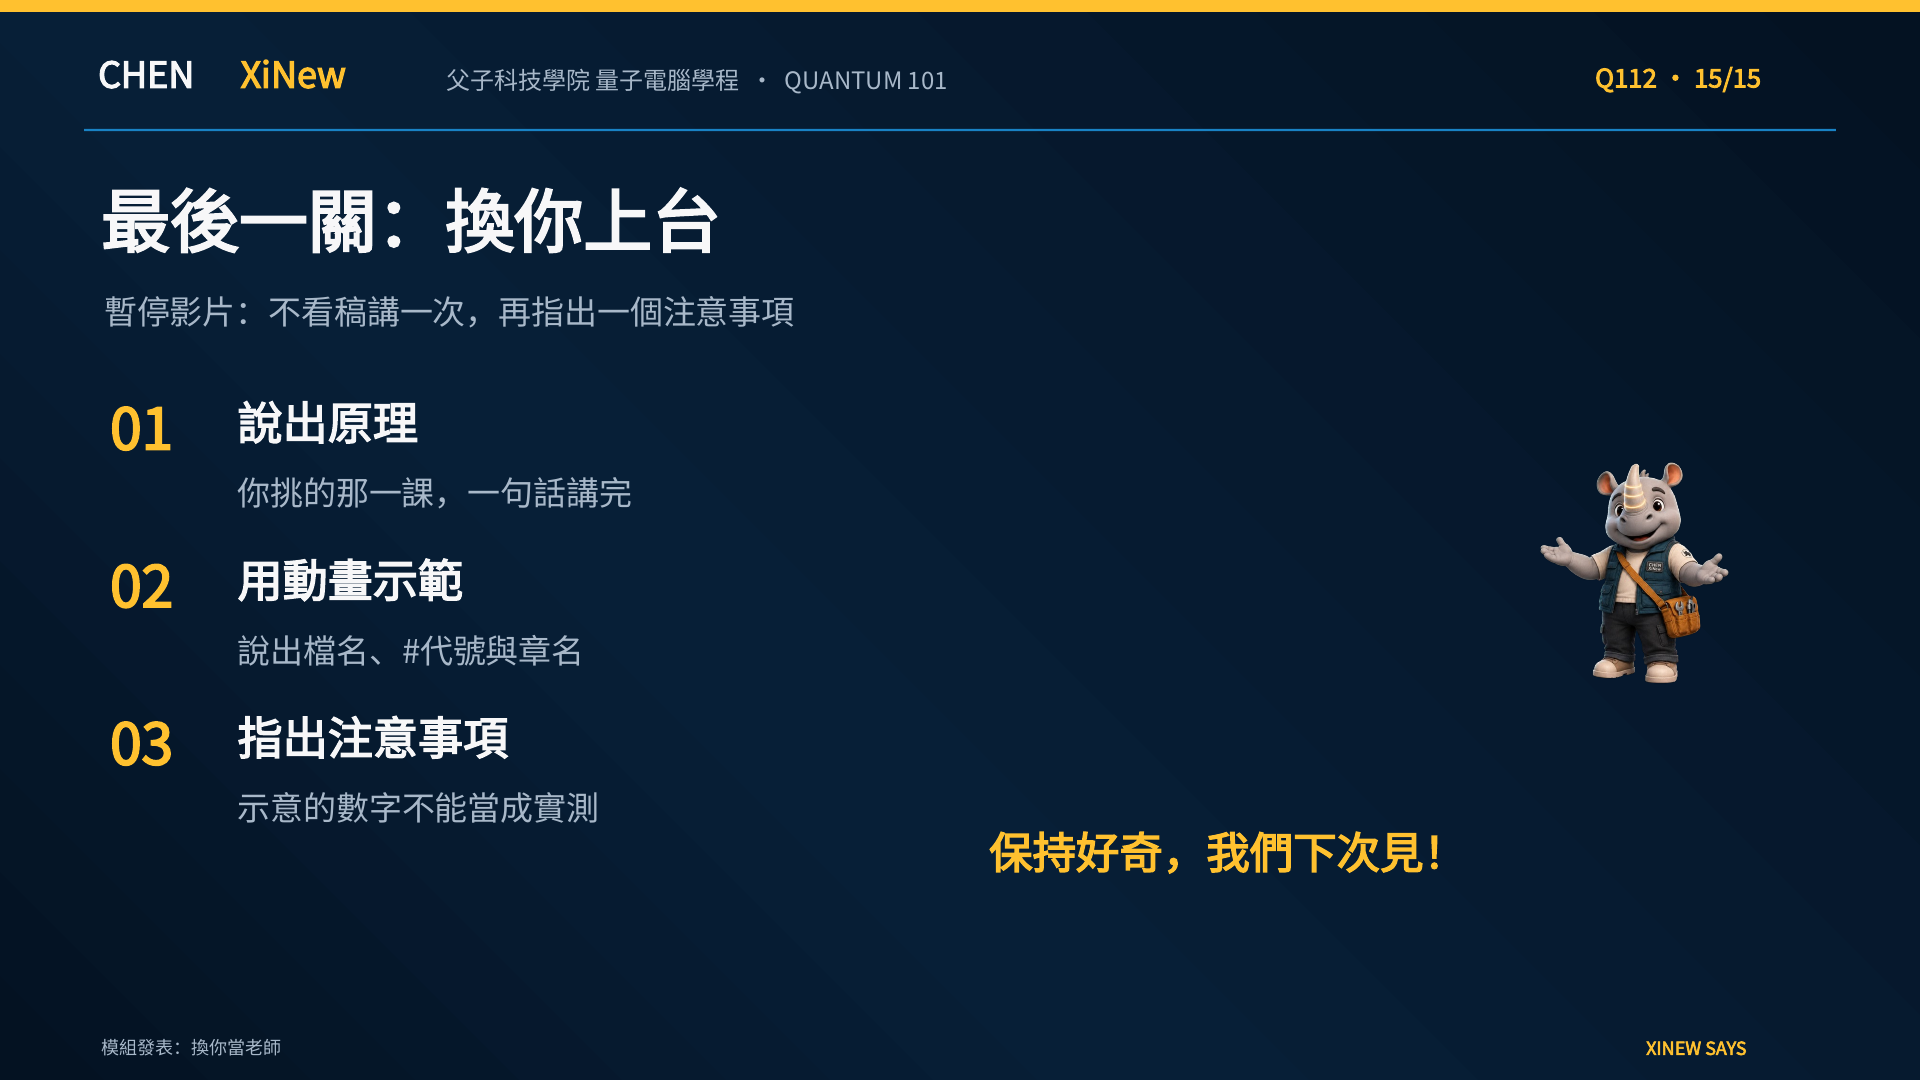 CHEN XiNew 父子科技學院 量子電腦學程 · QUANTUM 101 Q112 · 15/15
最後一關：換你上台
暫停影片：不看稿講一次，再指出一個注意事項
01 說出原理
你挑的那一課，一句話講完
02 用動畫示範
說出檔名、#代號與章名
03 指出注意事項
示意的數字不能當成實測
保持好奇，我們下次見！
模組發表：換你當老師 XINEW SAYS